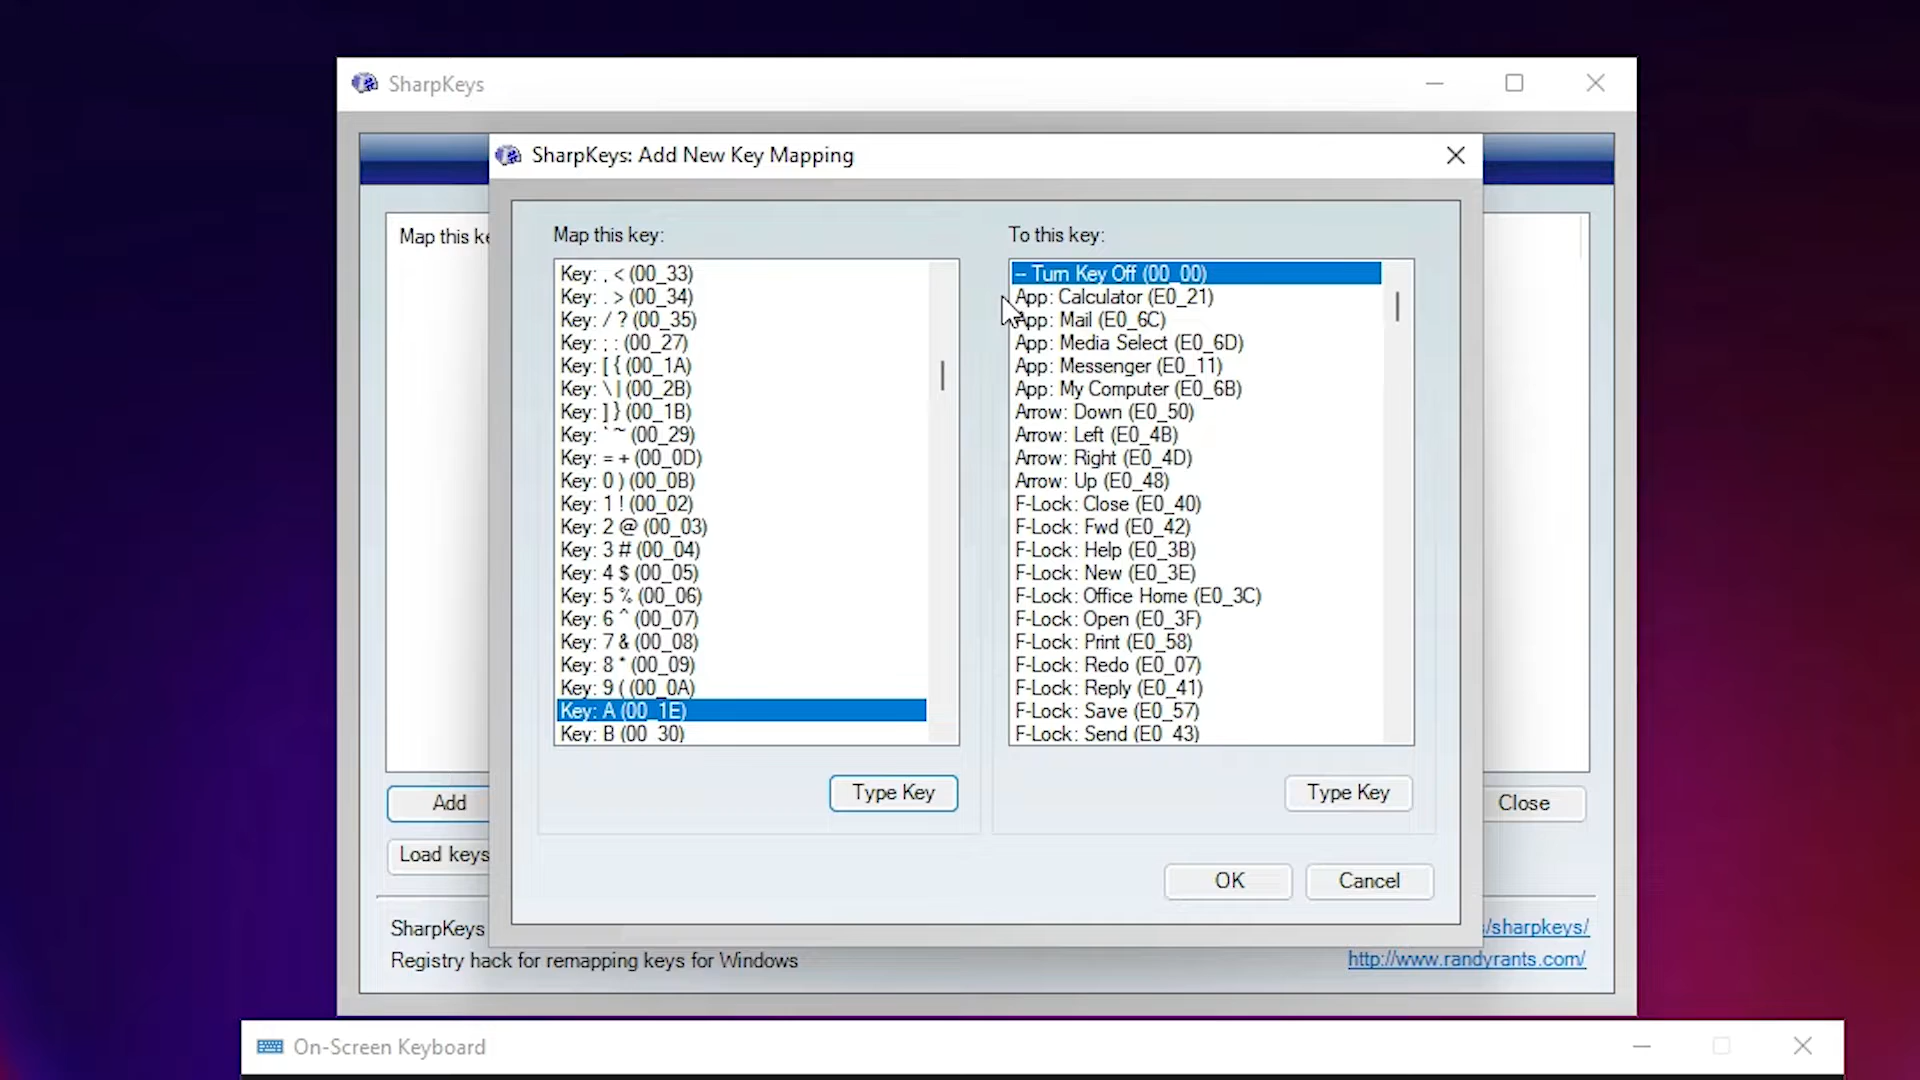 SharpKeys
SharpKeys: Add New Key Mapping
Map this key:
To this key:
Map this ke
Key: , < (00_33)
Key: . > (00_34)
Key: / ? (00_35)
Key: ; : (00_27)
Key: [ { (00_1A)
Key: \ | (00_2B)
Key: ] } (00_1B)
Key: ` ~ (00_29)
Key: = + (00_0D)
Key: 0 ) (00_0B)
Key: 1 ! (00_02)
Key: 2 @ (00_03)
Key: 3 # (00_04)
Key: 4 $ (00_05)
Key: 5 % (00_06)
Key: 6 ^ (00_07)
Key: 7 & (00_08)
Key: 8 * (00_09)
Key: 9 ( (00_0A)
Key: A (00_1E)
Key: B (00_30)
-- Turn Key Off (00_00)
App: Calculator (E0_21)
App: Mail (E0_6C)
App: Media Select (E0_6D)
App: Messenger (E0_11)
App: My Computer (E0_6B)
Arrow: Down (E0_50)
Arrow: Left (E0_4B)
Arrow: Right (E0_4D)
Arrow: Up (E0_48)
F-Lock: Close (E0_40)
F-Lock: Fwd (E0_42)
F-Lock: Help (E0_3B)
F-Lock: New (E0_3E)
F-Lock: Office Home (E0_3C)
F-Lock: Open (E0_3F)
F-Lock: Print (E0_58)
F-Lock: Redo (E0_07)
F-Lock: Reply (E0_41)
F-Lock: Save (E0_57)
F-Lock: Send (E0_43)
Type Key
Type Key
Add
Close
Load keys
OK
Cancel
SharpKeys
s/sharpkeys/
Registry hack for remapping keys for Windows
http://www.randyrants.com/
On-Screen Keyboard